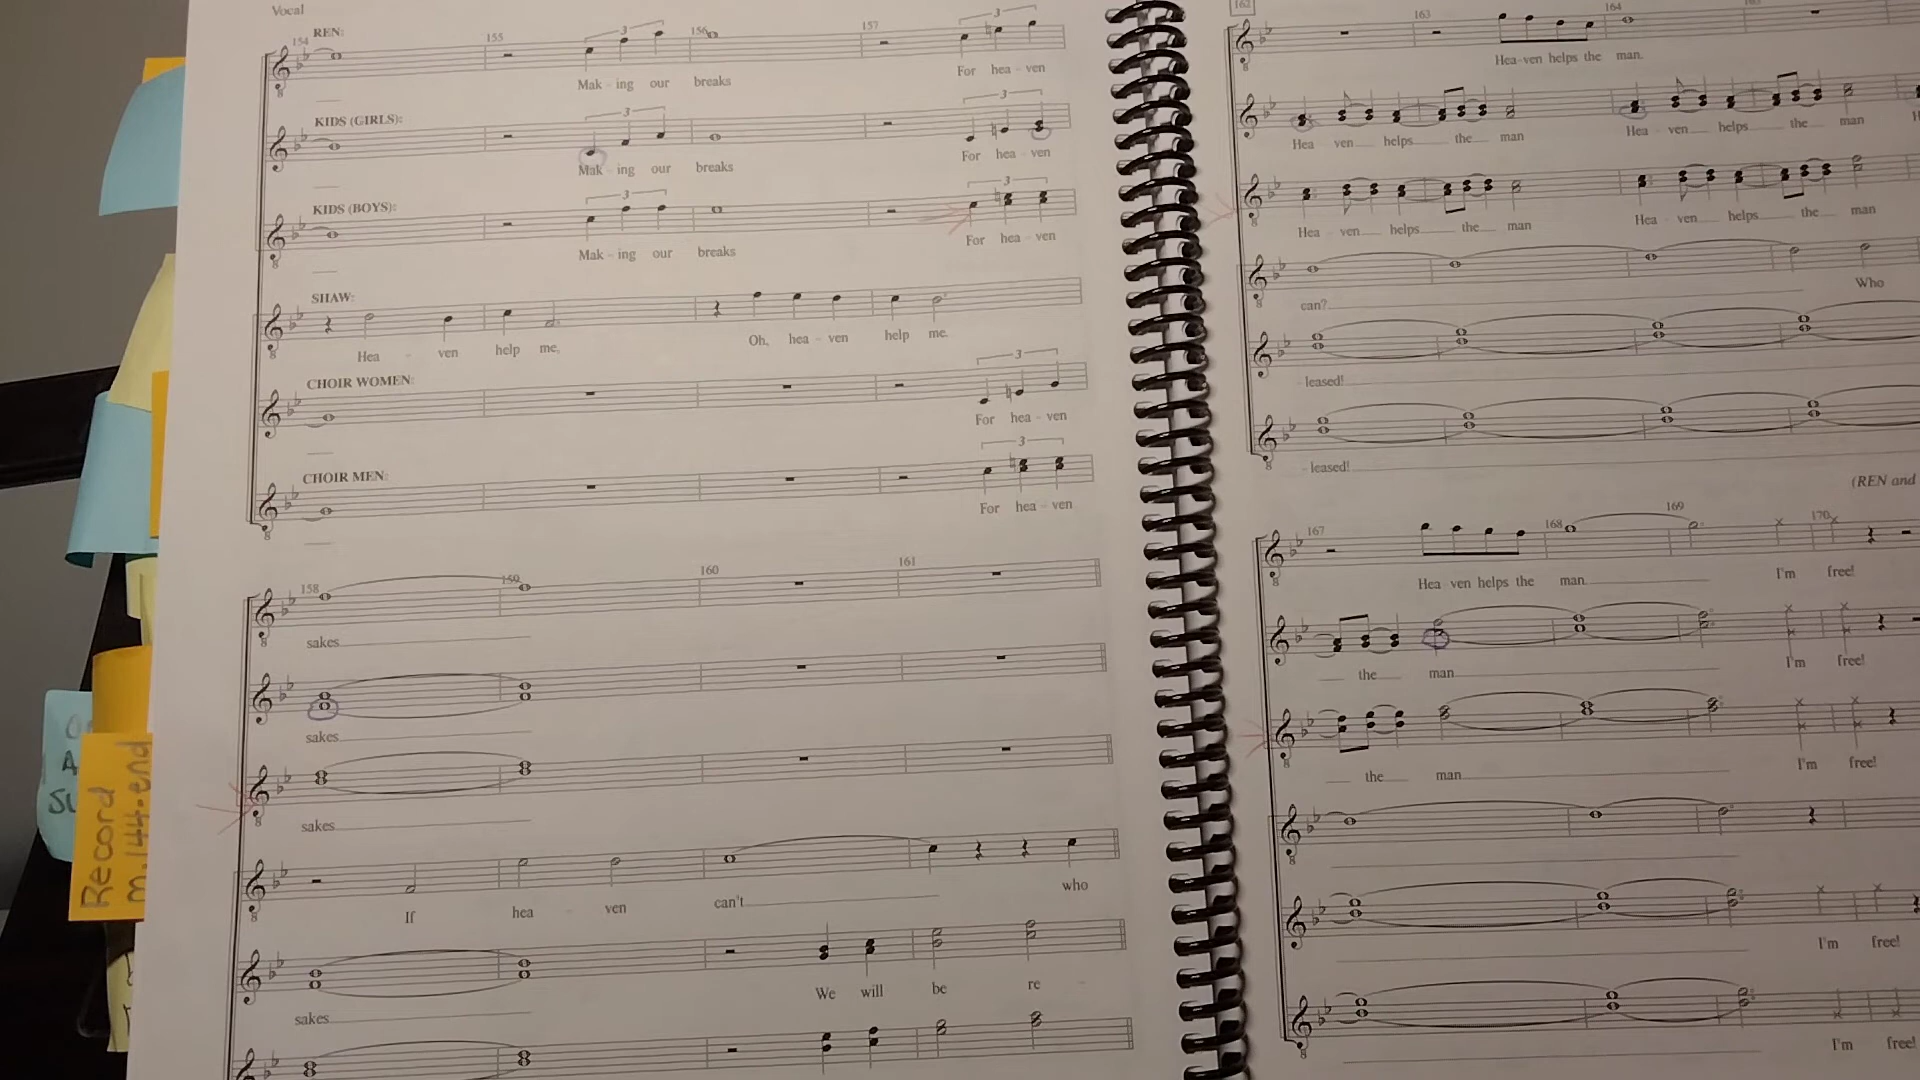 Vocal
REN:
154 155 156 157
Mak - ing our breaks For hea - ven
KIDS (GIRLS):
Mak - ing our breaks For hea - ven
KIDS (BOYS):
Mak - ing our breaks For hea - ven
SHAW:
Hea - ven help me, Oh, hea - ven help me.
CHOIR WOMEN:
For hea - ven
CHOIR MEN:
For hea - ven
158 159 160 161
sakes
sakes
sakes
If hea - ven can't who
sakes We will be re -
162 163 164
Hea-ven helps the man.
Hea ven helps the man Hea - ven helps the man
Hea - ven helps the man Hea - ven helps the man
can? Who
- leased!
- leased!
(REN and
167 168 169 170
Hea ven helps the man I'm free!
the man I'm free!
the man I'm free!
I'm free!
I'm free!
Record
m.144-end